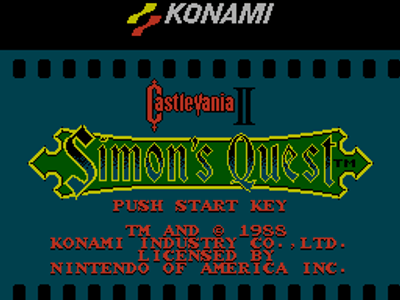 KONAMI
Castlevania II
Simon's Quest TM
PUSH START KEY
TM AND © 1988
KONAMI INDUSTRY CO.,LTD.
LICENSED BY
NINTENDO OF AMERICA INC.